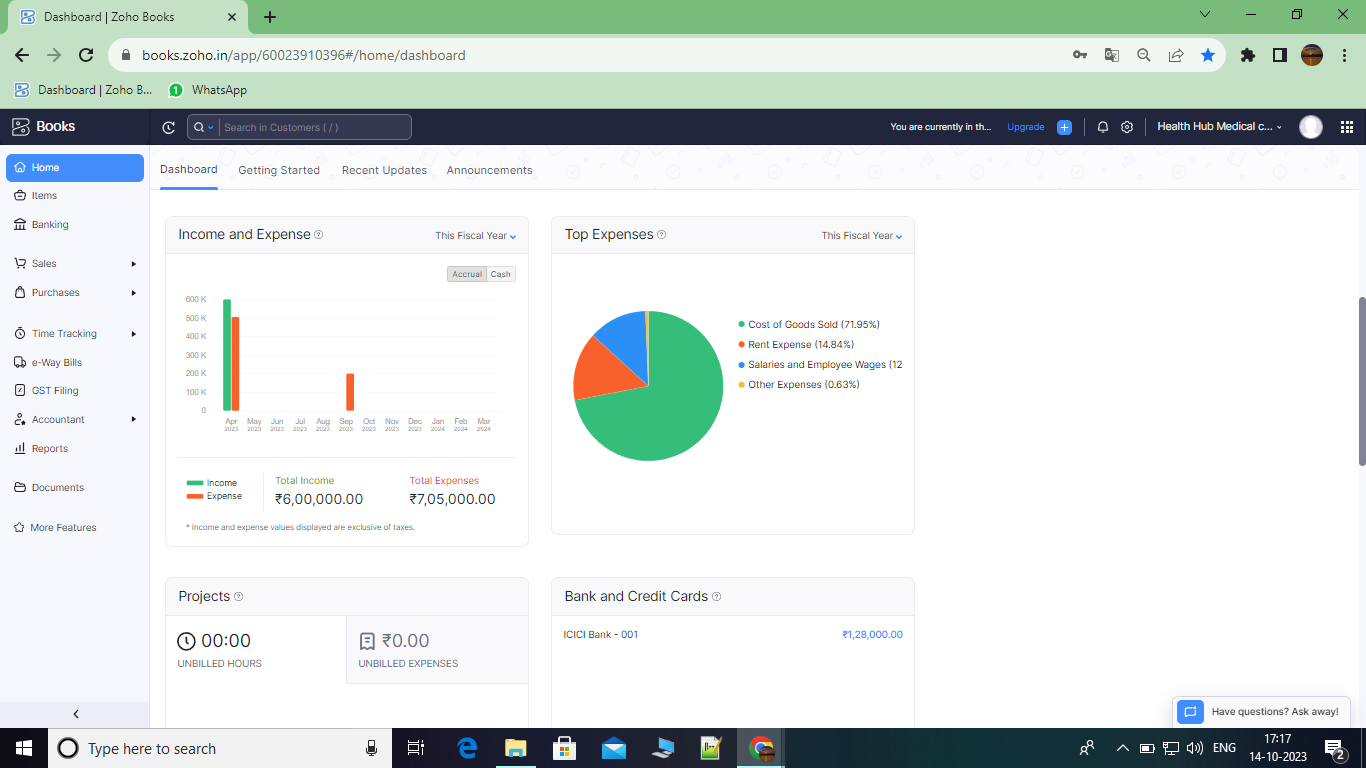 Dashboard | Zoho Books
books.zoho.in/app/60023910396#/home/dashboard
Dashboard | Zoho B...
1 WhatsApp
Books
Search in Customers ( / )
You are currently in th...
Upgrade
Health Hub Medical c...
Home
Items
Banking
Sales
Purchases
Time Tracking
e-Way Bills
GST Filing
Accountant
Reports
Documents
More Features
Dashboard
Getting Started
Recent Updates
Announcements
Income and Expense
This Fiscal Year
Accrual
Cash
600 K
500 K
400 K
300 K
200 K
100 K
0
Apr May Jun Jul Aug Sep Oct Nov Dec Jan Feb Mar
2023 2023 2023 2023 2023 2023 2023 2023 2023 2024 2024 2024
Income
Expense
Total Income
₹6,00,000.00
Total Expenses
₹7,05,000.00
* Income and expense values displayed are exclusive of taxes.
Top Expenses
This Fiscal Year
Cost of Goods Sold (71.95%)
Rent Expense (14.84%)
Salaries and Employee Wages (12
Other Expenses (0.63%)
Projects
00:00
UNBILLED HOURS
₹0.00
UNBILLED EXPENSES
Bank and Credit Cards
ICICI Bank - 001
₹1,28,000.00
Have questions? Ask away!
Type here to search
ENG
17:17
14-10-2023
2